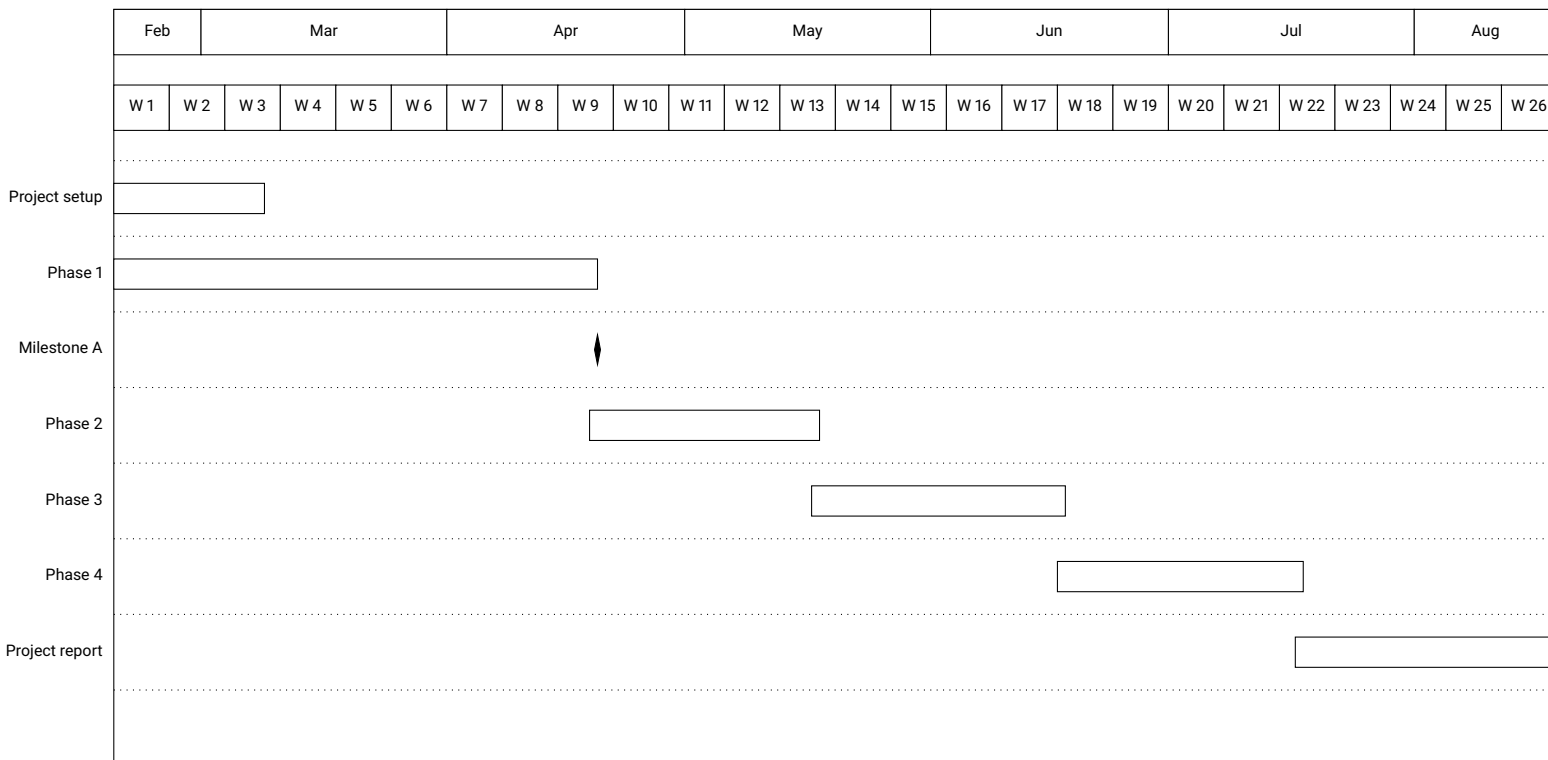 Feb Mar Apr May Jun Jul Aug
W 1 W 2 W 3 W 4 W 5 W 6 W 7 W 8 W 9 W 10 W 11 W 12 W 13 W 14 W 15 W 16 W 17 W 18 W 19 W 20 W 21 W 22 W 23 W 24 W 25 W 26
Project setup
Phase 1
Milestone A
Phase 2
Phase 3
Phase 4
Project report